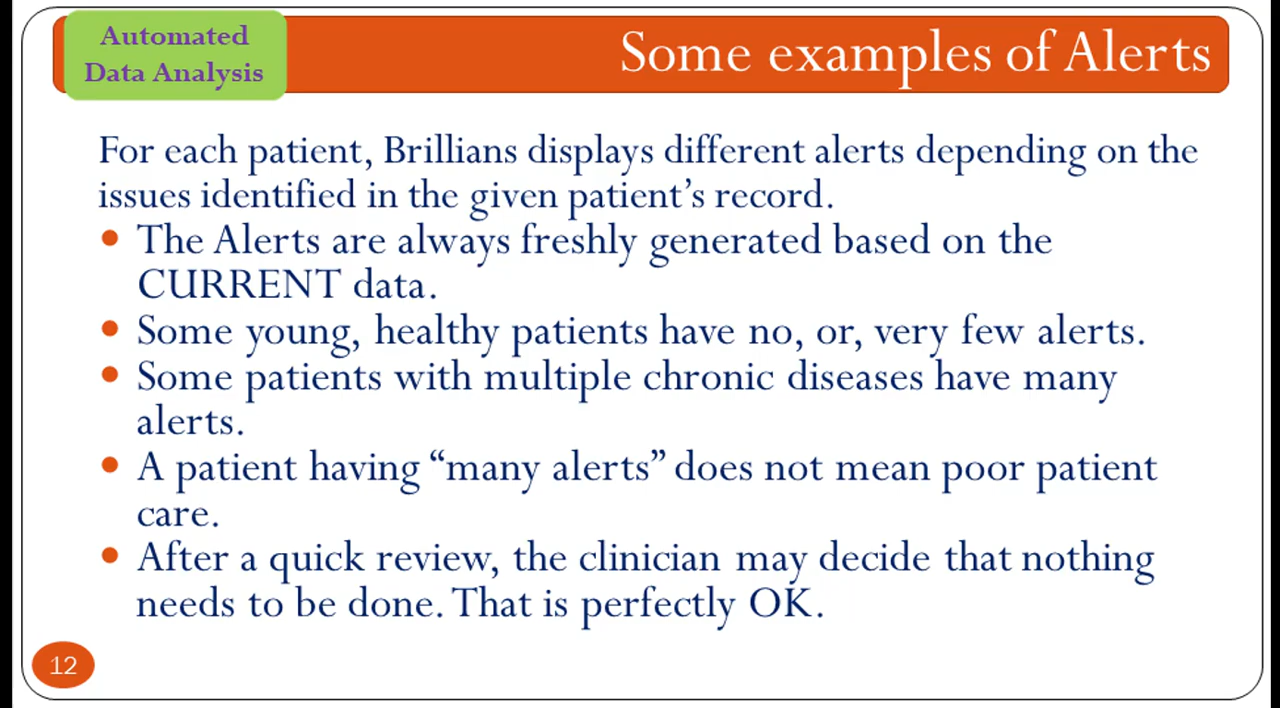 Automated
Data Analysis
Some examples of Alerts
For each patient, Brillians displays different alerts depending on the
issues identified in the given patient’s record.
• The Alerts are always freshly generated based on the
CURRENT data.
• Some young, healthy patients have no, or, very few alerts.
• Some patients with multiple chronic diseases have many
alerts.
• A patient having “many alerts” does not mean poor patient
care.
• After a quick review, the clinician may decide that nothing
needs to be done. That is perfectly OK.
12